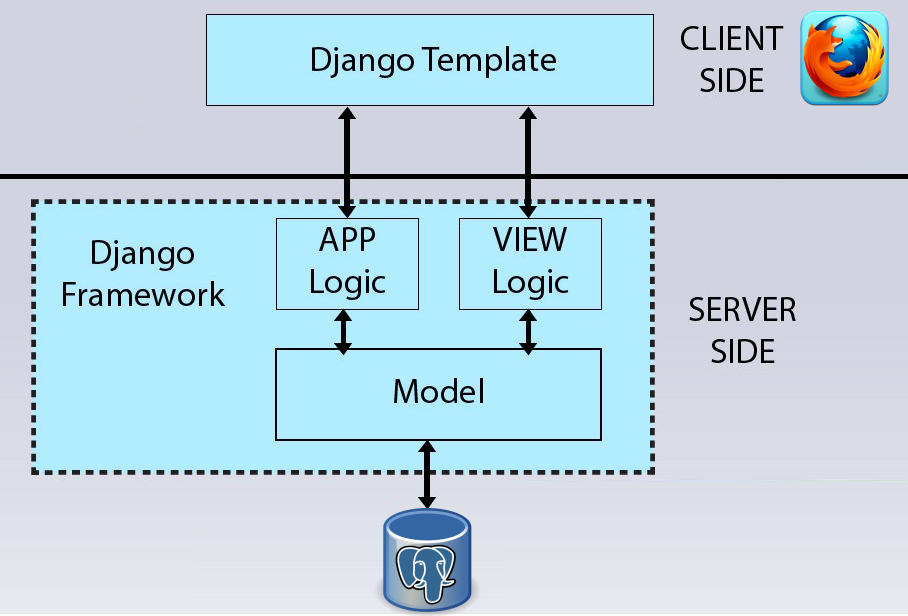 Django Template
CLIENT
SIDE
Django
Framework
APP
Logic
VIEW
Logic
Model
SERVER
SIDE